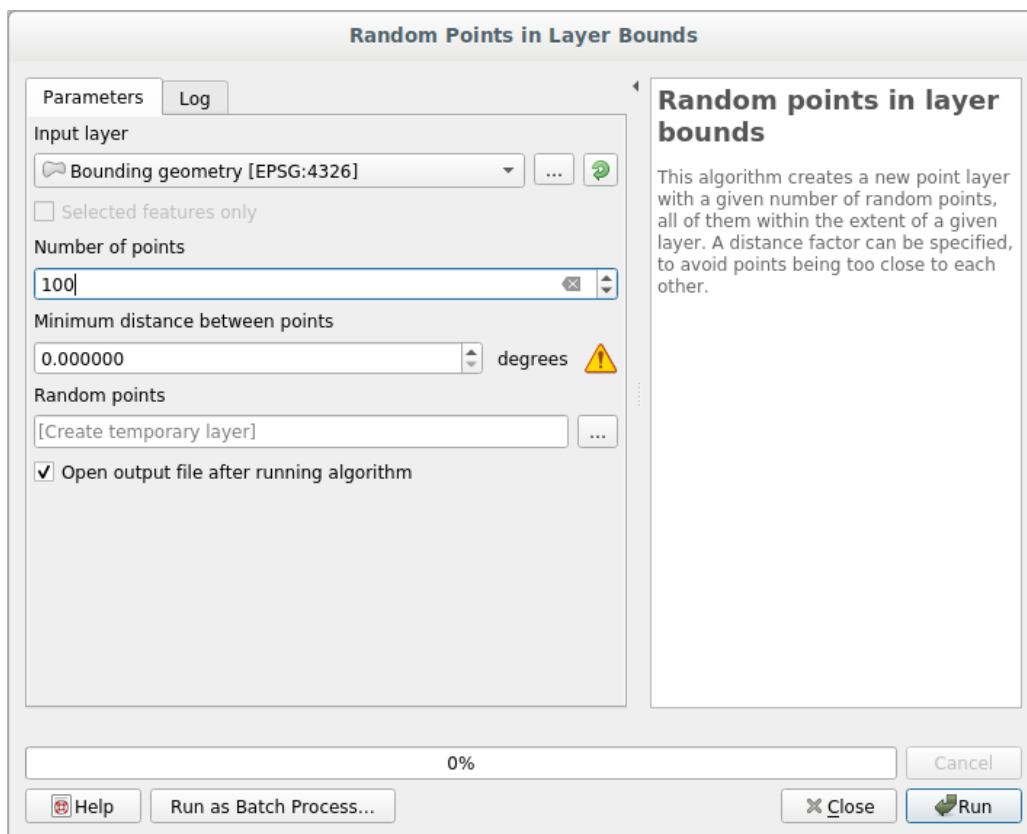 Random Points in Layer Bounds
Parameters
Log
Input layer
Bounding geometry [EPSG:4326]
...
Selected features only
Number of points
100
Minimum distance between points
0.000000
degrees
Random points
[Create temporary layer]
...
Open output file after running algorithm
Random points in layer
bounds
This algorithm creates a new point layer
with a given number of random points,
all of them within the extent of a given
layer. A distance factor can be specified,
to avoid points being too close to each
other.
0%
Cancel
Help
Run as Batch Process...
Close
Run